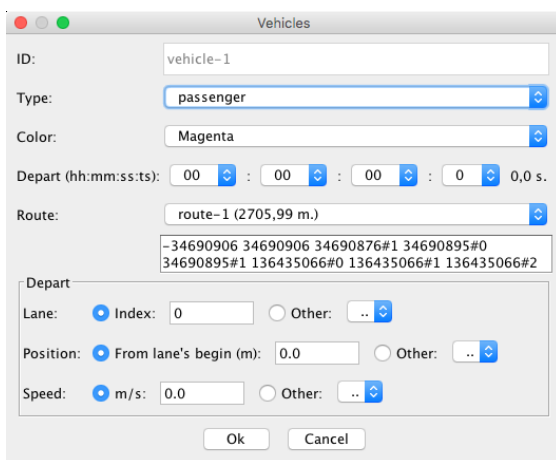 Vehicles
ID: vehicle-1
Type: passenger
Color: Magenta
Depart (hh:mm:ss:ts): 00 : 00 : 00 : 0 0,0 s.
Route: route-1 (2705,99 m.)
-34690906 34690906 34690876#1 34690895#0
34690895#1 136435066#0 136435066#1 136435066#2
Depart
Lane: Index: 0 Other: ..
Position: From lane's begin (m): 0.0 Other: ..
Speed: m/s: 0.0 Other: ..
Ok Cancel